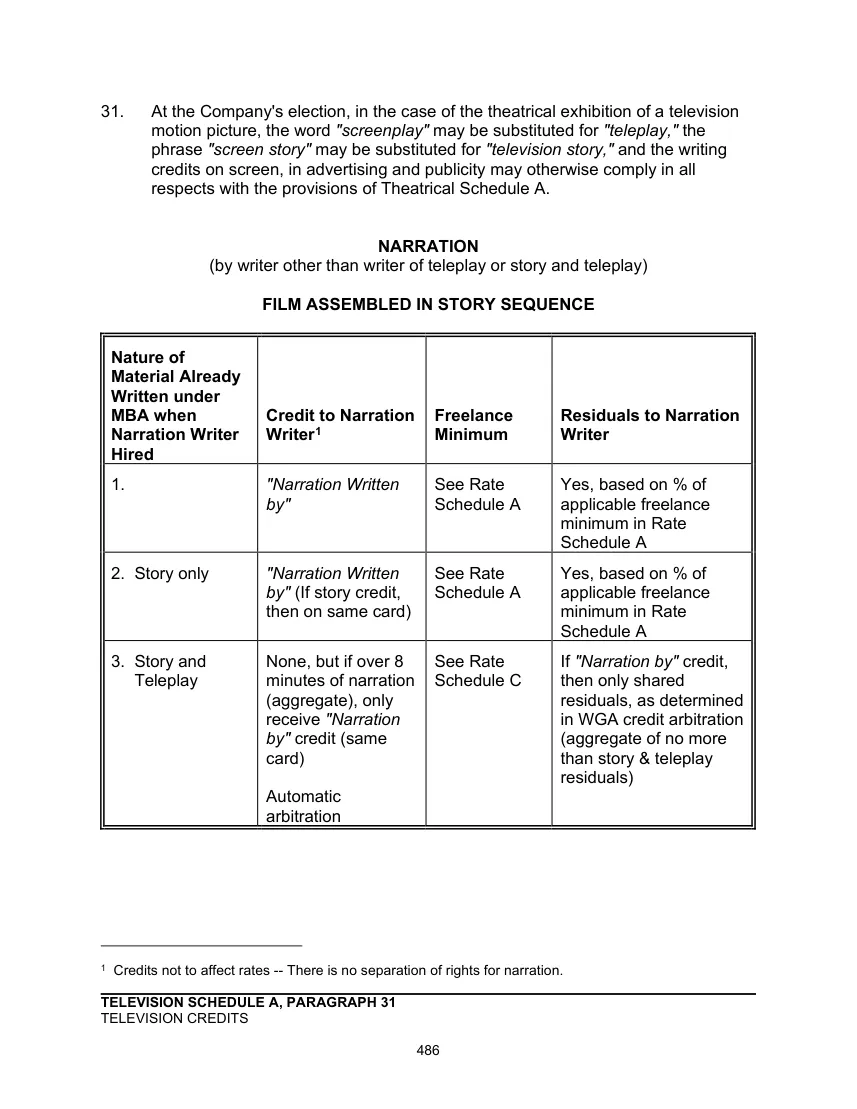 31. At the Company's election, in the case of the theatrical exhibition of a television
motion picture, the word "screenplay" may be substituted for "teleplay," the
phrase "screen story" may be substituted for "television story," and the writing
credits on screen, in advertising and publicity may otherwise comply in all
respects with the provisions of Theatrical Schedule A.
NARRATION
(by writer other than writer of teleplay or story and teleplay)
FILM ASSEMBLED IN STORY SEQUENCE
Nature of
Material Already
Written under
MBA when
Narration Writer
Hired
Credit to Narration
Writer1
Freelance
Minimum
Residuals to Narration
Writer
1.
"Narration Written
by"
See Rate
Schedule A
Yes, based on % of
applicable freelance
minimum in Rate
Schedule A
2. Story only
"Narration Written
by" (If story credit,
then on same card)
See Rate
Schedule A
Yes, based on % of
applicable freelance
minimum in Rate
Schedule A
3. Story and
Teleplay
None, but if over 8
minutes of narration
(aggregate), only
receive "Narration
by" credit (same
card)
Automatic
arbitration
See Rate
Schedule C
If "Narration by" credit,
then only shared
residuals, as determined
in WGA credit arbitration
(aggregate of no more
than story & teleplay
residuals)
1 Credits not to affect rates -- There is no separation of rights for narration.
TELEVISION SCHEDULE A, PARAGRAPH 31
TELEVISION CREDITS
486